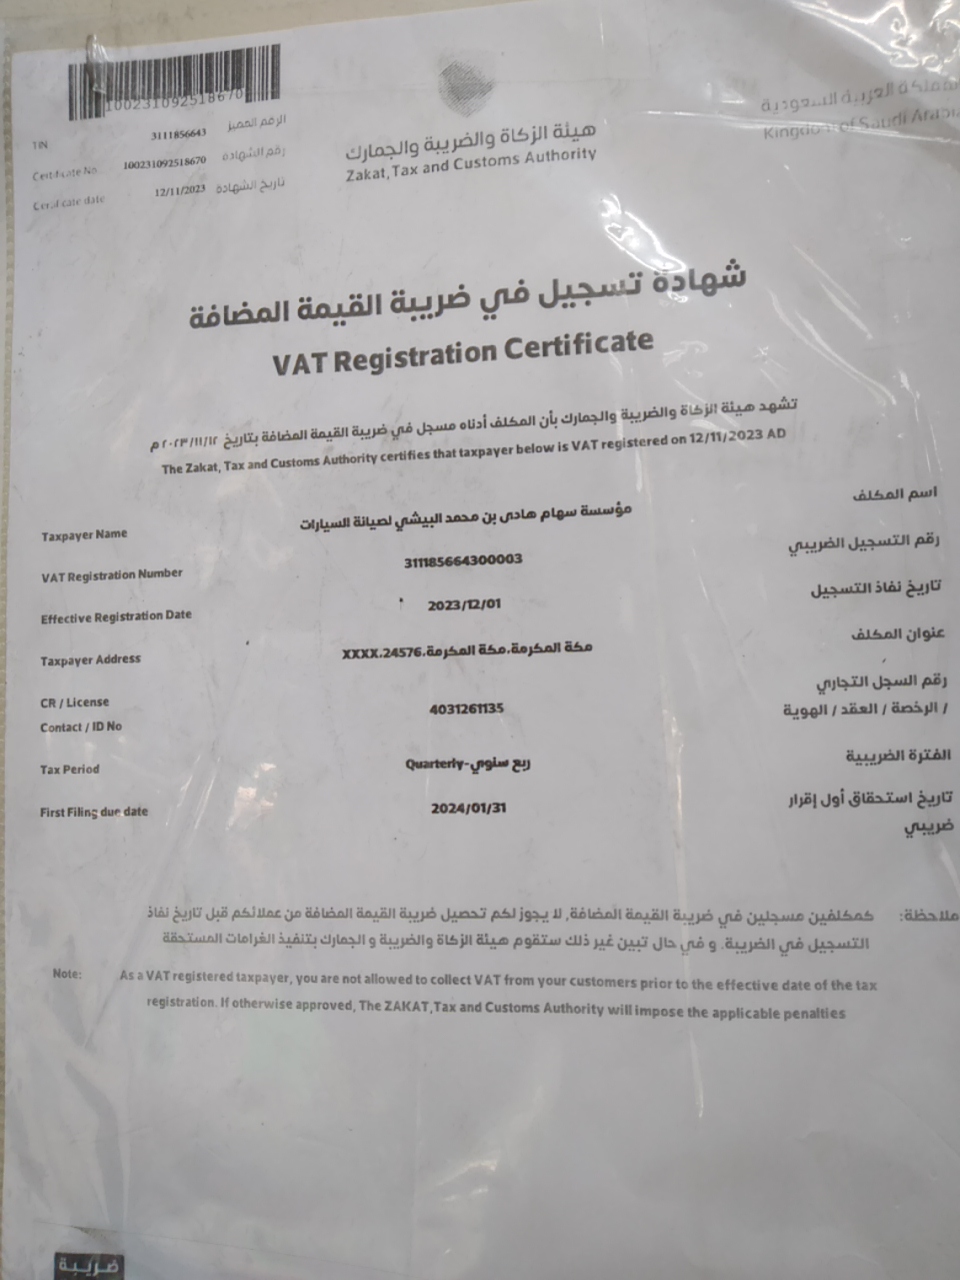 100231092518670
TIN 3111856643 الرقم المميز
Certificate No 100231092518670 رقم الشهادة
Cerificate date 12/11/2023 تاريخ الشهادة
هيئة الزكاة والضريبة والجمارك
Zakat, Tax and Customs Authority
المملكة العربية السعودية
Kingdom of Saudi Arabia
شهادة تسجيل في ضريبة القيمة المضافة
VAT Registration Certificate
تشهد هيئة الزكاة والضريبة والجمارك بأن المكلف أدناه مسجل في ضريبة القيمة المضافة بتاريخ ٢٠٢٣/١١/١٢ م
The Zakat, Tax and Customs Authority certifies that taxpayer below is VAT registered on 12/11/2023 AD
Taxpayer Name مؤسسة سهام هادى بن محمد البيشي لصيانة السيارات اسم المكلف
VAT Registration Number 311185664300003 رقم التسجيل الضريبي
Effective Registration Date 2023/12/01 تاريخ نفاذ التسجيل
Taxpayer Address مكة المكرمة،مكة المكرمة،24576،XXXX عنوان المكلف
CR / License رقم السجل التجاري
Contact / ID No 4031261135 / الرخصة / العقد / الهوية
Tax Period ربع سنوي-Quarterly الفترة الضريبية
First Filing due date 2024/01/31 تاريخ استحقاق أول إقرار
ضريبي
ملاحظة: كمكلفين مسجلين في ضريبة القيمة المضافة، لا يجوز لكم تحصيل ضريبة القيمة المضافة من عملائكم قبل تاريخ نفاذ
التسجيل في الضريبة. و في حال تبين غير ذلك ستقوم هيئة الزكاة والضريبة و الجمارك بتنفيذ الغرامات المستحقة
Note: As a VAT registered taxpayer, you are not allowed to collect VAT from your customers prior to the effective date of the tax
registration. If otherwise approved, The ZAKAT,Tax and Customs Authority will impose the applicable penalties
ضريبة